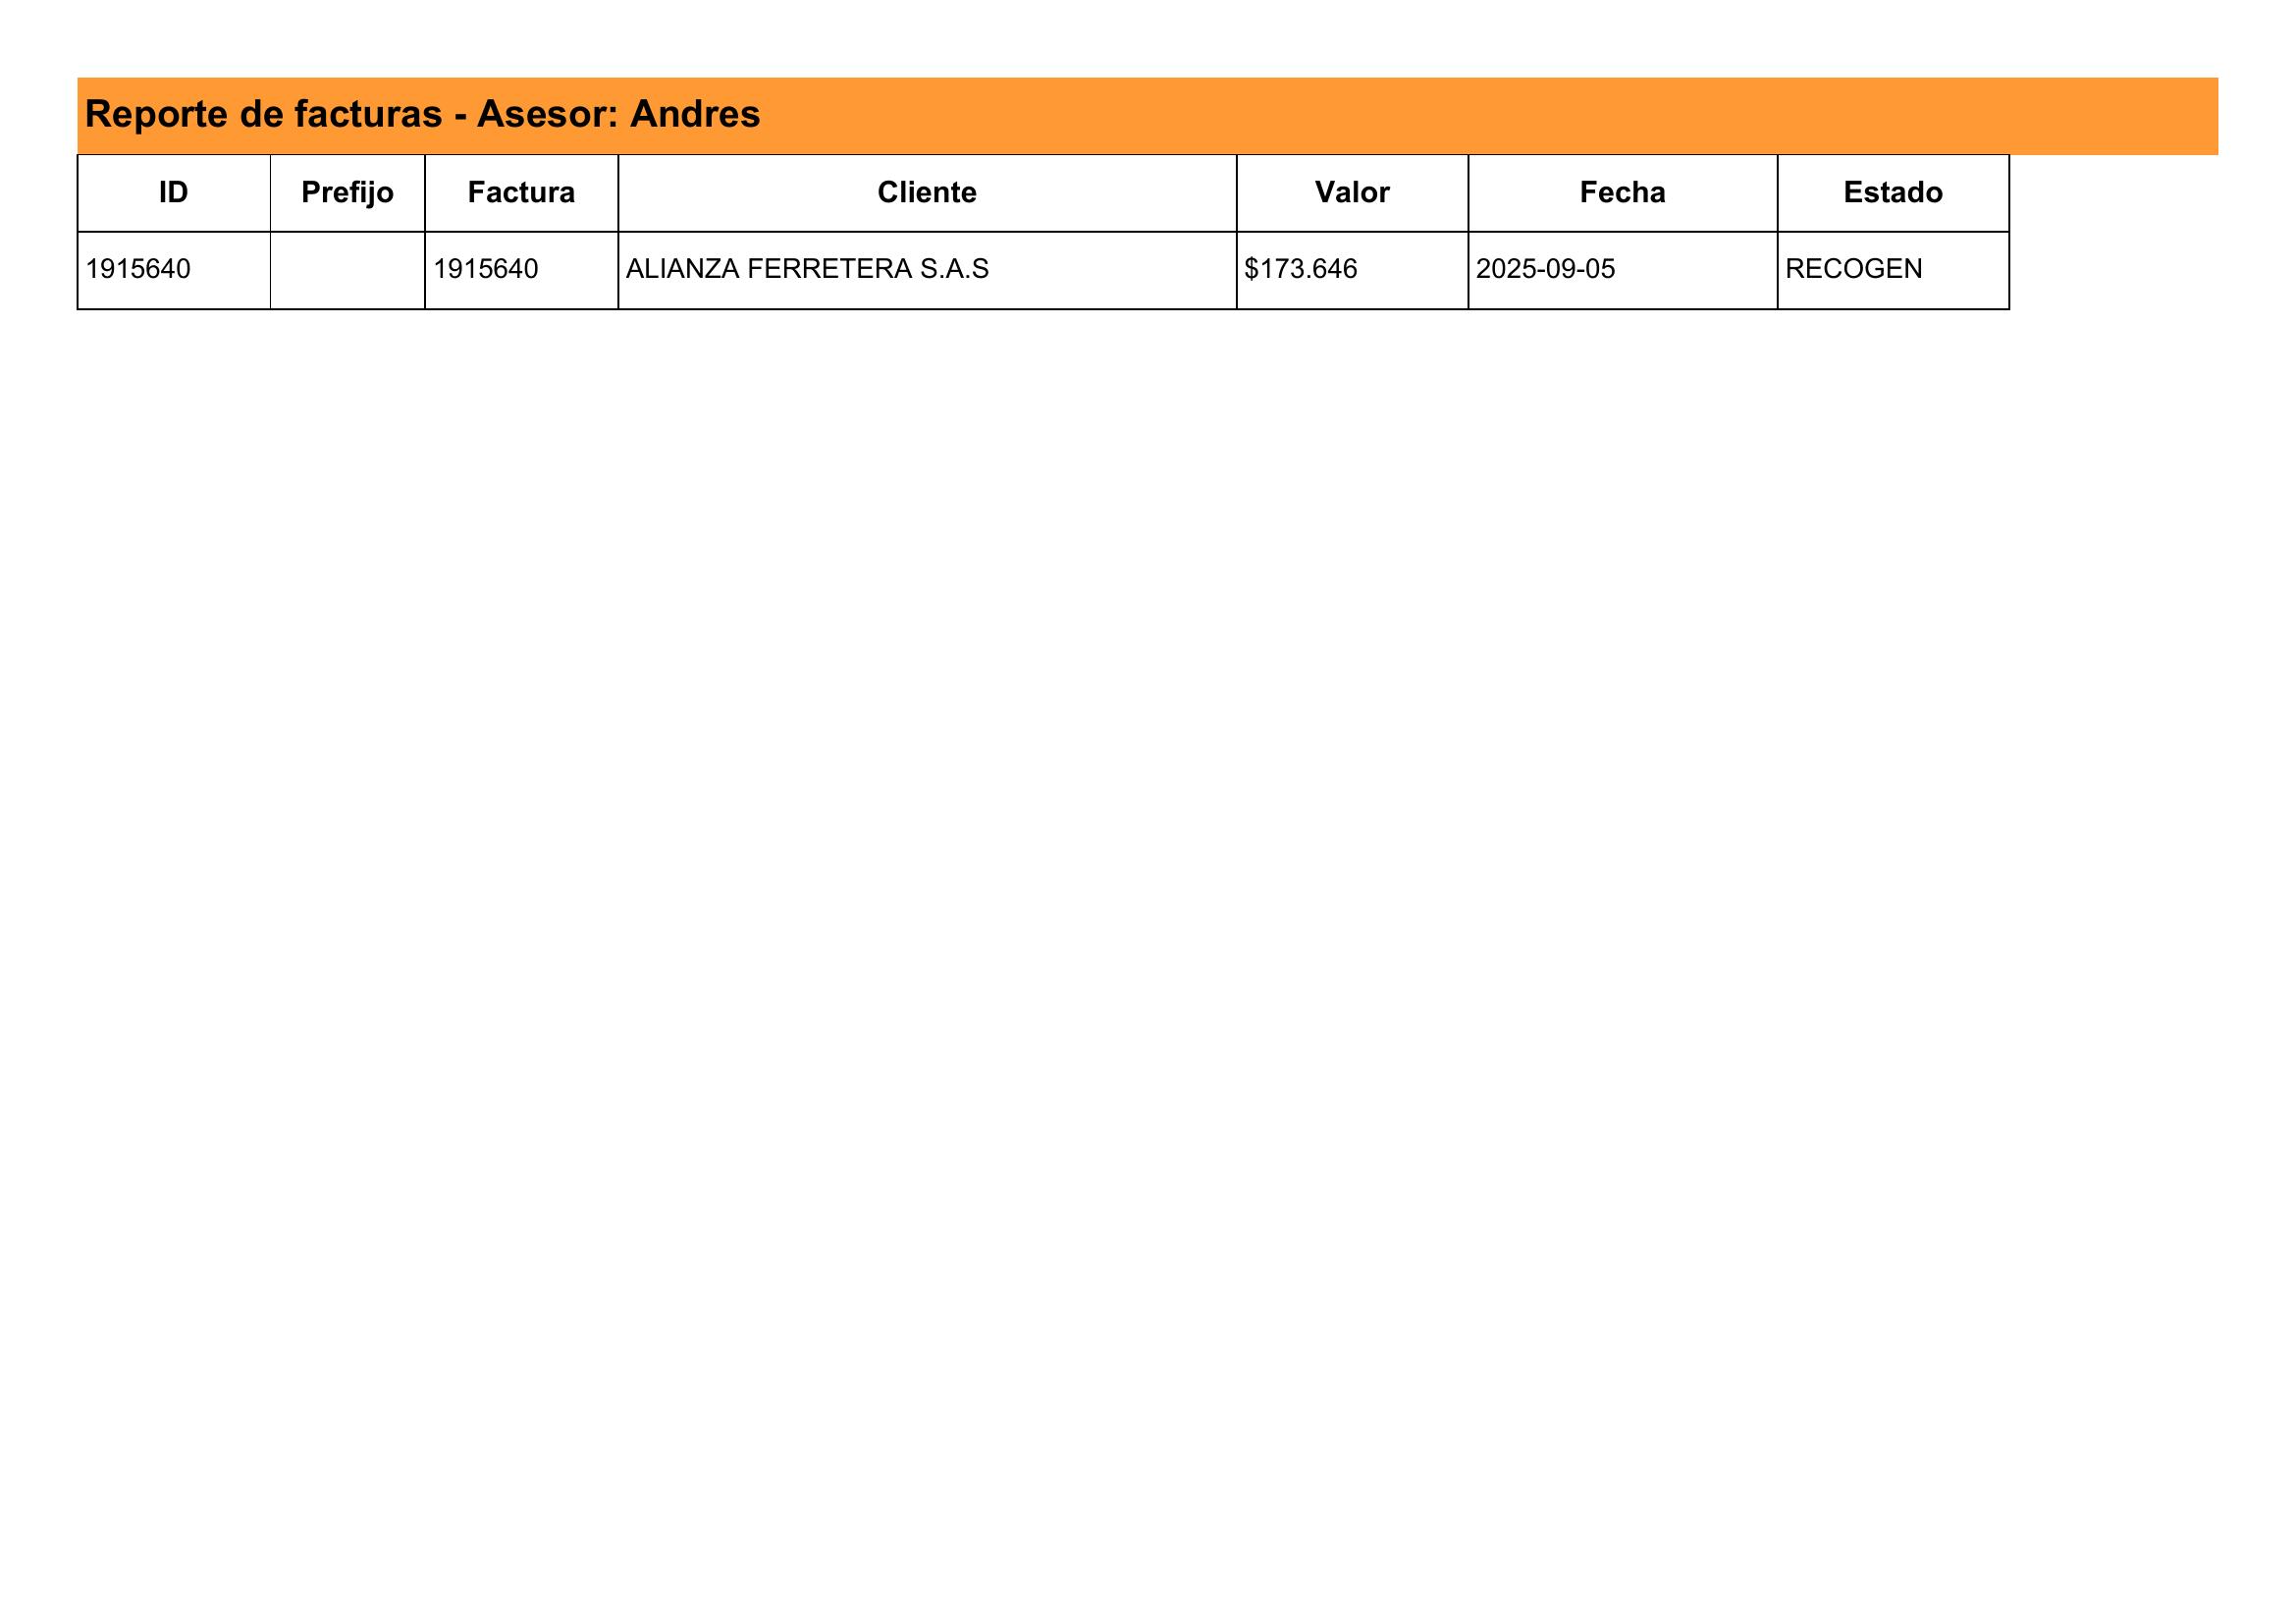 Reporte de facturas - Asesor: Andres
ID Prefijo Factura Cliente Valor Fecha Estado
1915640 1915640 ALIANZA FERRETERA S.A.S $173.646 2025-09-05 RECOGEN